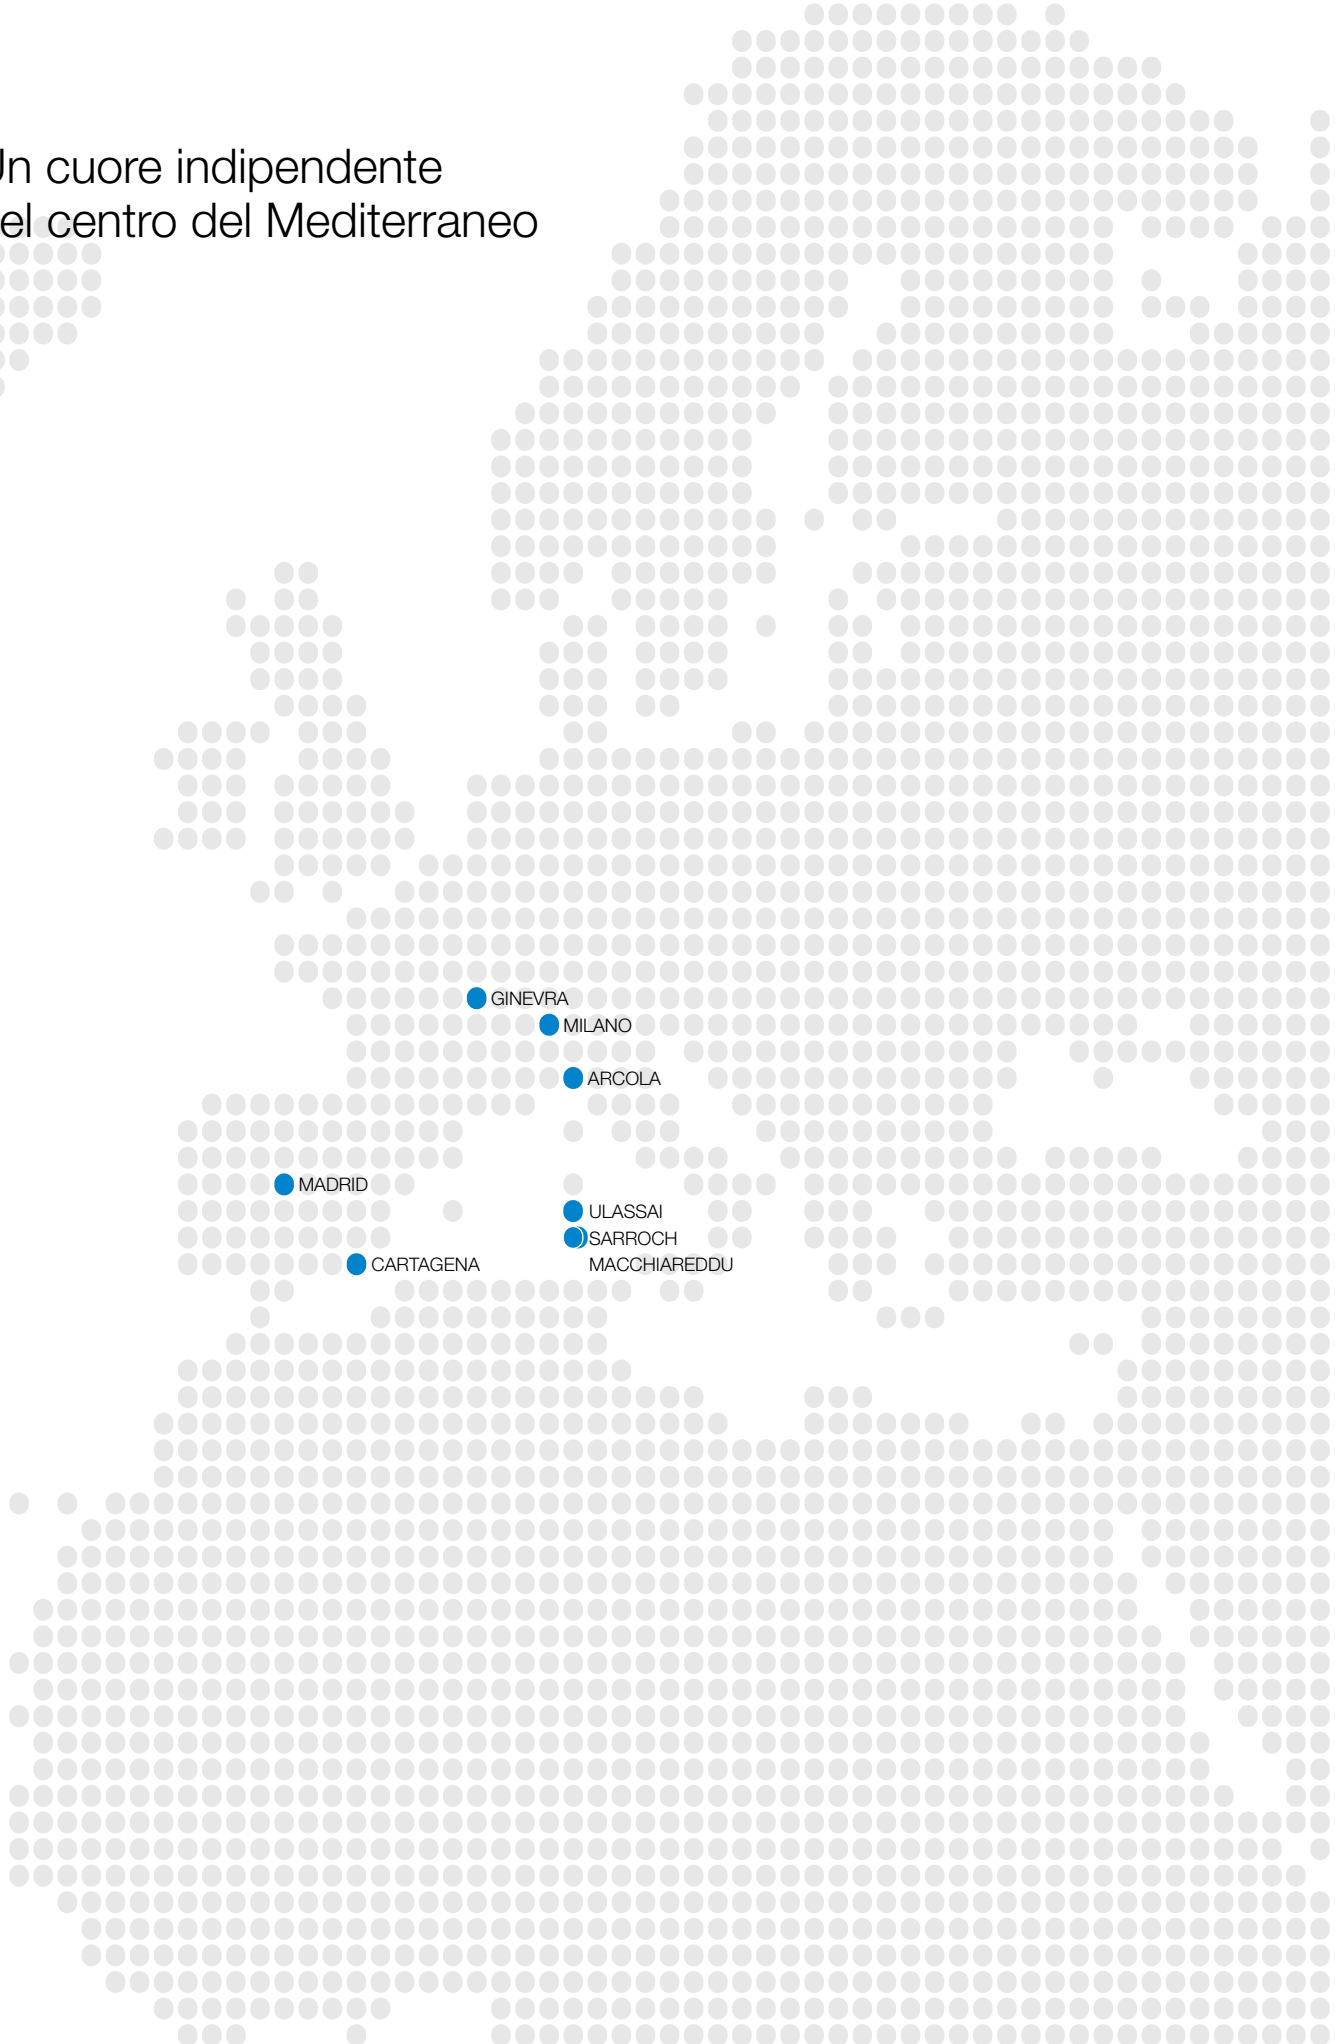 Un cuore indipendente
el centro del Mediterraneo
GINEVRA
MILANO
ARCOLA
MADRID
ULASSAI
SARROCH
CARTAGENA
MACCHIAREDDU